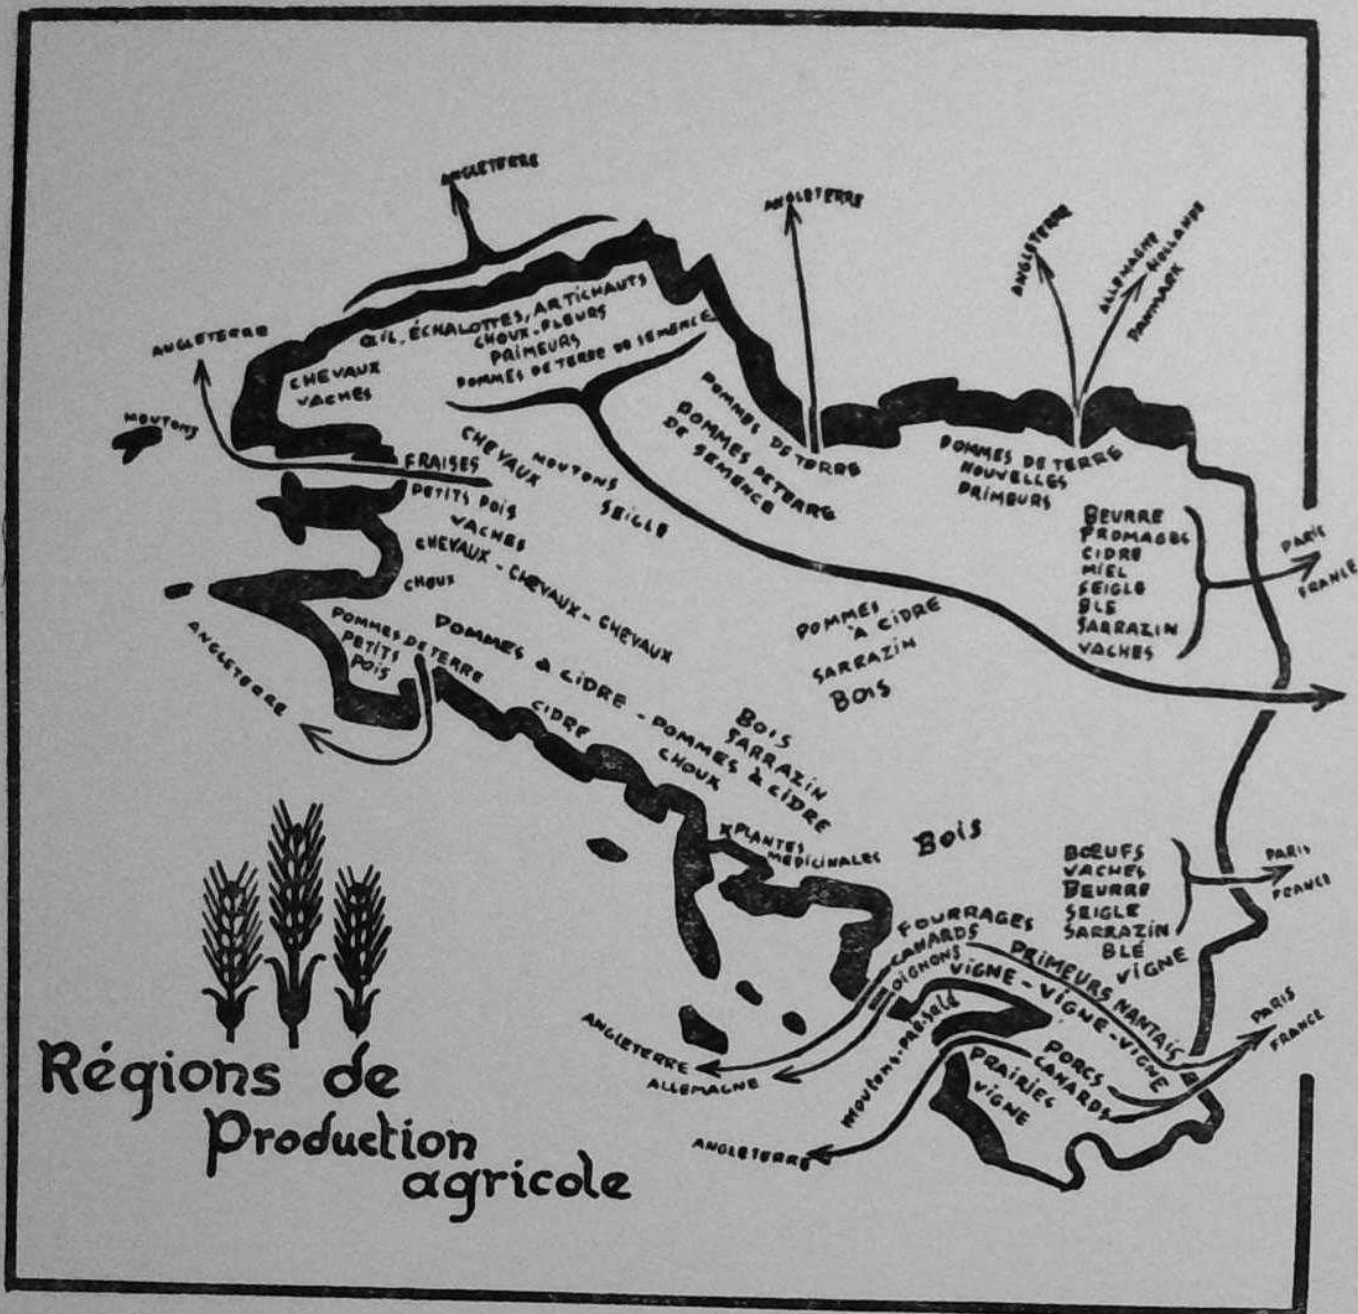 ANGLETERRE
ANGLETERRE
ANGLETERRE
ALLEMAGNE
HOLLANDE
DANMARK
ANGLETERRE
MOUTONS
ŒIL, ÉCHALOTTES, ARTICHAUTS
CHOUX-FLEURS
PRIMEURS
POMMES DE TERRE DE SEMENCE
CHEVAUX
VACHES
FRAISES
PETITS POIS
VACHES
CHEVAUX
MOUTONS
SEIGLE
CHEVAUX - CHEVAUX - CHEVAUX
CHOUX
POMMES DE TERRE
POMMES DE TERRE
DE SEMENCE
POMMES DE TERRE
NOUVELLES
PRIMEURS
BEURRE
FROMAGES
CIDRE
MIEL
SEIGLE
BLE
SARRAZIN
VACHES
PARIS
FRANCE
POMMES
À CIDRE
SARRAZIN
BOIS
POMMES DE TERRE
PETITS
POIS
ANGLETERRE
POMMES À CIDRE - POMMES À CIDRE
CIDRE
CHOUX
BOIS
SARRAZIN
X PLANTES
MEDICINALES
BOIS
BŒUFS
VACHES
BEURRE
SEIGLE
SARRAZIN
BLÉ
VIGNE
PARIS
FRANCE
FOURRAGES
CANARDS
OIGNONS
PRIMEURS NANTAIS
VIGNE - VIGNE - VIGNE
MOUTONS-PRÉ-SALÉ
PORCS
CANARDS
PRAIRIES
VIGNE
PARIS
FRANCE
ANGLETERRE
ALLEMAGNE
ANGLETERRE
Régions de
Production
agricole